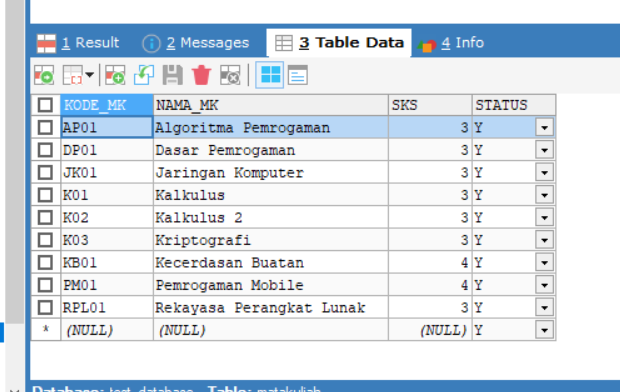 1 Result 2 Messages 3 Table Data 4 Info
KODE_MK NAMA_MK SKS STATUS
AP01 Algoritma Pemrogaman 3 Y
DP01 Dasar Pemrogaman 3 Y
JK01 Jaringan Komputer 3 Y
K01 Kalkulus 3 Y
K02 Kalkulus 2 3 Y
K03 Kriptografi 3 Y
KB01 Kecerdasan Buatan 4 Y
PM01 Pemrogaman Mobile 4 Y
RPL01 Rekayasa Perangkat Lunak 3 Y
* (NULL) (NULL) (NULL) Y
Database: test_database Table: matakuliah